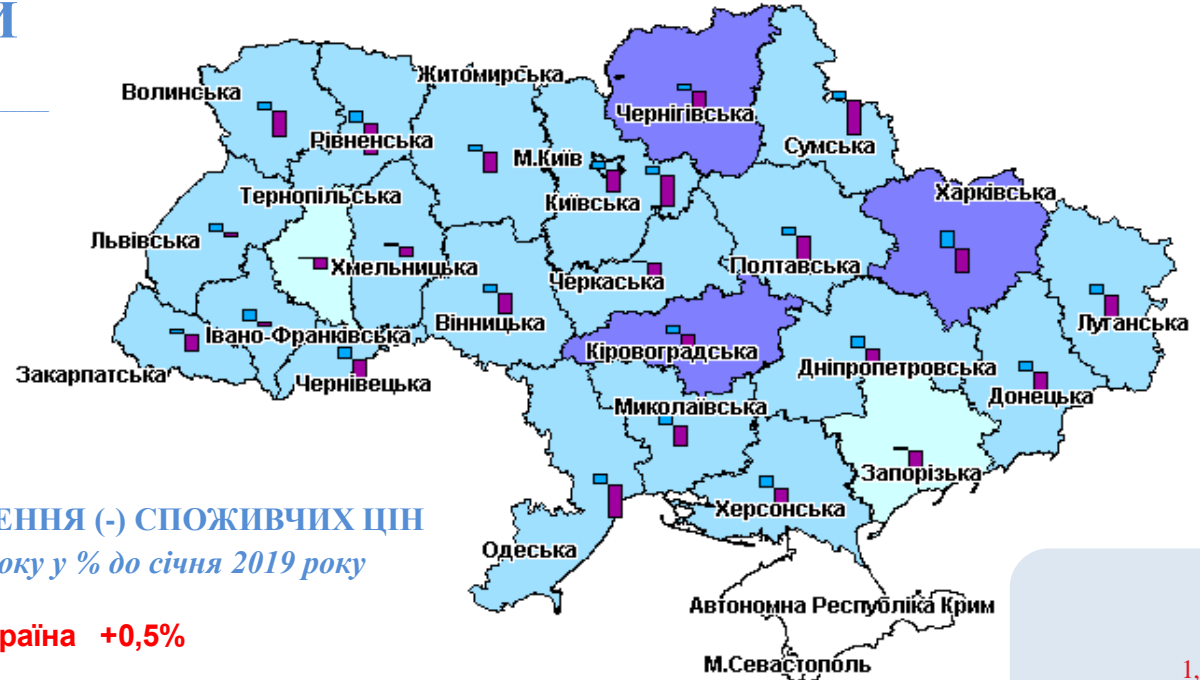 И
Житомирська
Волинська
Чернігівська
Рівненська
Сумська
М.Київ
Харківська
Тернопільська
Київська
Львівська
Хмельницька
Полтавська
Черкаська
Вінницька
Луганська
Івано-Франківська
Кіровоградська
Дніпропетровська
Закарпатська
Чернівецька
Донецька
Миколаївська
Запорізька
Херсонська
ЕННЯ (-) СПОЖИВЧИХ ЦІН
Одеська
оку у % до січня 2019 року
Автономна Республіка Крим
раїна +0,5%
М.Севастополь
1,